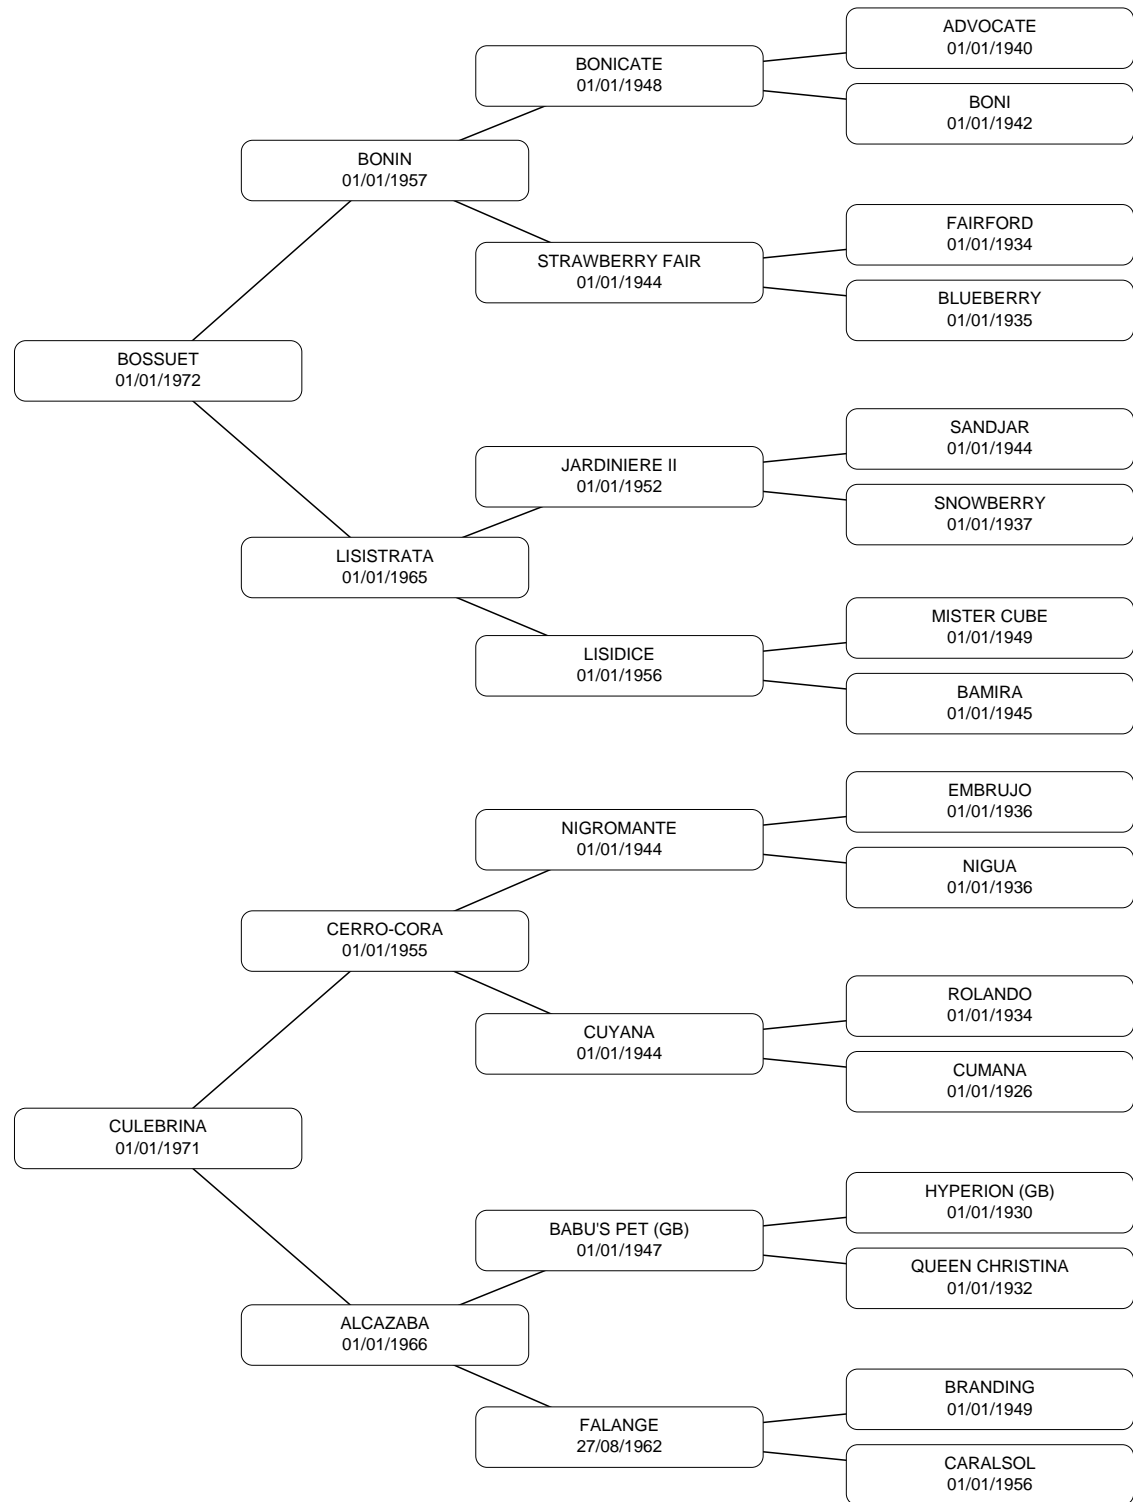 ADVOCATE
01/01/1940
BONICATE
01/01/1948
BONI
01/01/1942
BONIN
01/01/1957
FAIRFORD
01/01/1934
STRAWBERRY FAIR
01/01/1944
BLUEBERRY
01/01/1935
BOSSUET
01/01/1972
SANDJAR
01/01/1944
JARDINIERE II
01/01/1952
SNOWBERRY
01/01/1937
LISISTRATA
01/01/1965
MISTER CUBE
01/01/1949
LISIDICE
01/01/1956
BAMIRA
01/01/1945
EMBRUJO
01/01/1936
NIGROMANTE
01/01/1944
NIGUA
01/01/1936
CERRO-CORA
01/01/1955
ROLANDO
01/01/1934
CUYANA
01/01/1944
CUMANA
01/01/1926
CULEBRINA
01/01/1971
HYPERION (GB)
01/01/1930
BABU'S PET (GB)
01/01/1947
QUEEN CHRISTINA
01/01/1932
ALCAZABA
01/01/1966
BRANDING
01/01/1949
FALANGE
27/08/1962
CARALSOL
01/01/1956